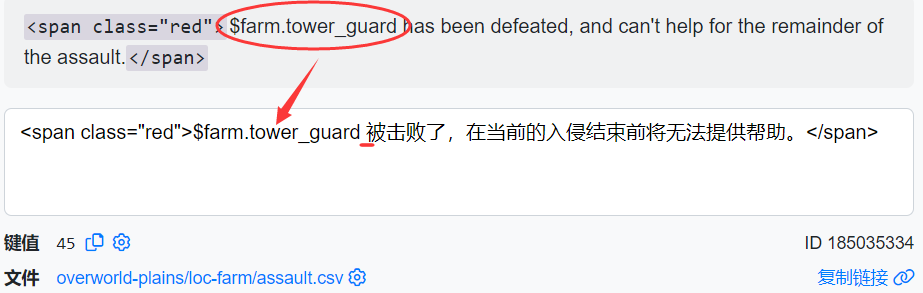 <span class="red">$farm.tower_guard has been defeated, and can't help for the remainder of
the assault.</span>
<span class="red">$farm.tower_guard 被击败了，在当前的入侵结束前将无法提供帮助。</span>
键值 45 ID 185035334
文件 overworld-plains/loc-farm/assault.csv 复制链接